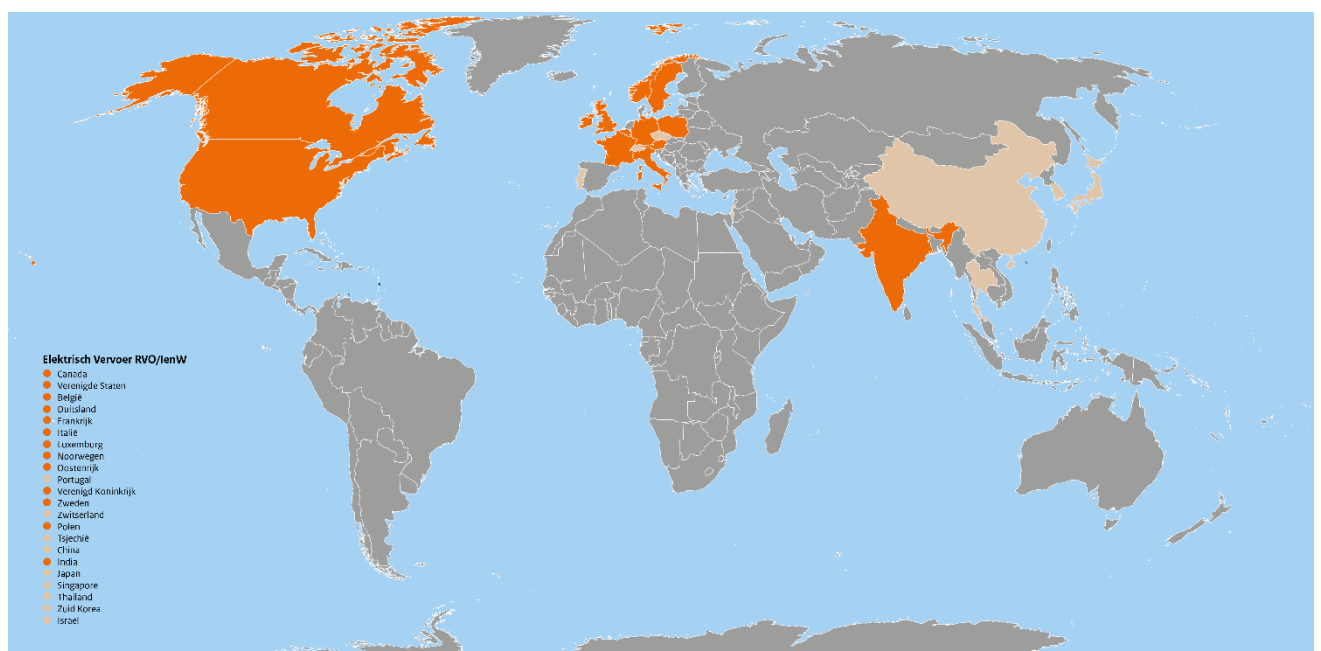 Elektrisch Vervoer RVO/IenW
Canada
Verenigde Staten
België
Duitsland
Frankrijk
Italië
Luxemburg
Noorwegen
Oostenrijk
Portugal
Verenigd Koninkrijk
Zweden
Zwitserland
Polen
Tsjechië
China
India
Japan
Singapore
Thailand
Zuid Korea
Israel